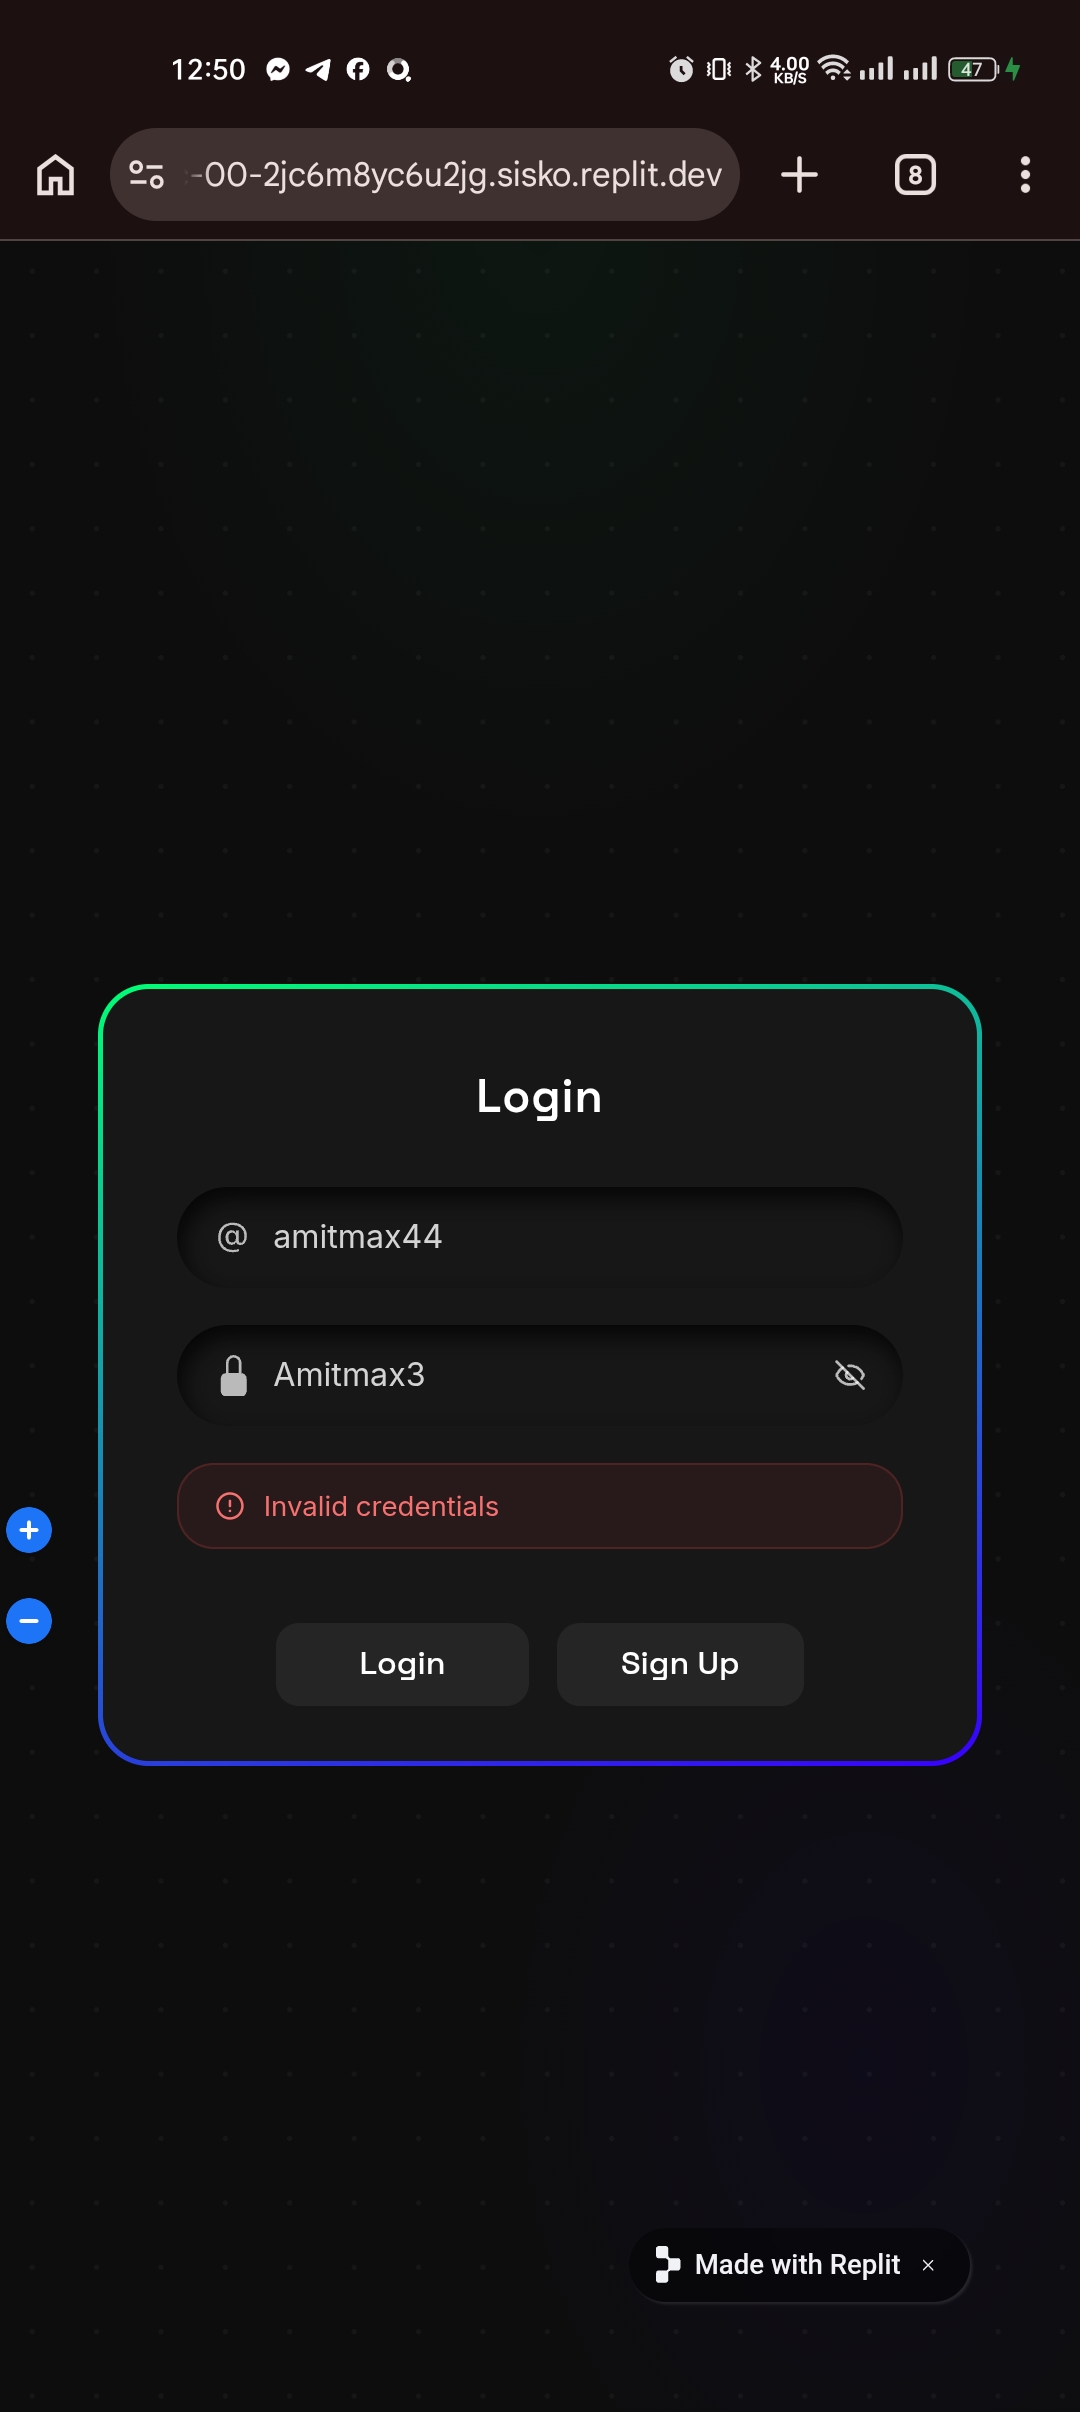 12:50
4.00
KB/S
47
-00-2jc6m8yc6u2jg.sisko.replit.dev
8
Login
@ amitmax44
Amitmax3
Invalid credentials
Login
Sign Up
Made with Replit